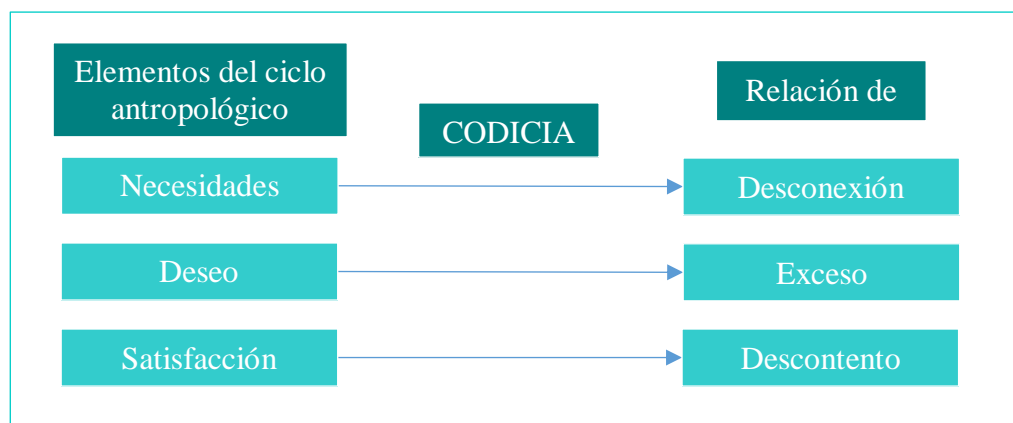 Elementos del ciclo
antropológico
Relación de
CODICIA
Necesidades
Desconexión
Deseo
Exceso
Satisfacción
Descontento